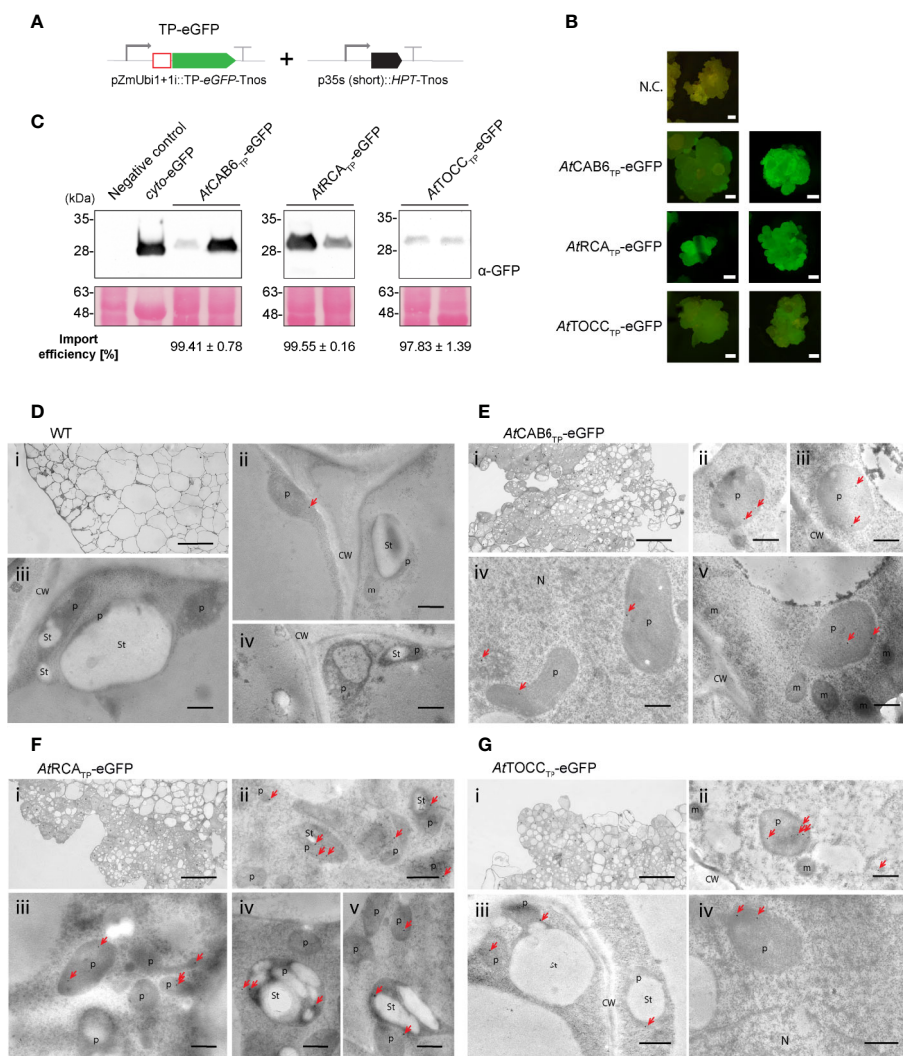 A
TP-eGFP
+
pZmUbi1+1i::TP-eGFP-Tnos
p35s (short)::HPT-Tnos
B
N.C.
AtCAB6TP-eGFP
AtRCATP-eGFP
AtTOCCTP-eGFP
C
Negative control
cyto-eGFP
AtCAB6TP-eGFP
AtRCATP-eGFP
AtTOCCTP-eGFP
(kDa)
35-
28-
63-
48-
35-
28-
63-
48-
35-
28-
63-
48-
α-GFP
Import efficiency [%]
99.41 ± 0.78
99.55 ± 0.16
97.83 ± 1.39
D
WT
i
ii
p
CW
St
p
m
iii
CW
p
p
p
St
St
St
iv
CW
St
p
p
E
AtCAB6TP-eGFP
i
ii
p
iii
p
CW
iv
N
p
p
v
m
p
CW
m
m
m
F
AtRCATP-eGFP
i
ii
p
St
St
p
p
p
p
p
iii
p
p
p
p
p
iv
p
p
St
v
p
p
p
St
p
G
AtTOCCTP-eGFP
i
ii
m
p
m
CW
iii
p
p
St
CW
p
St
iv
p
N